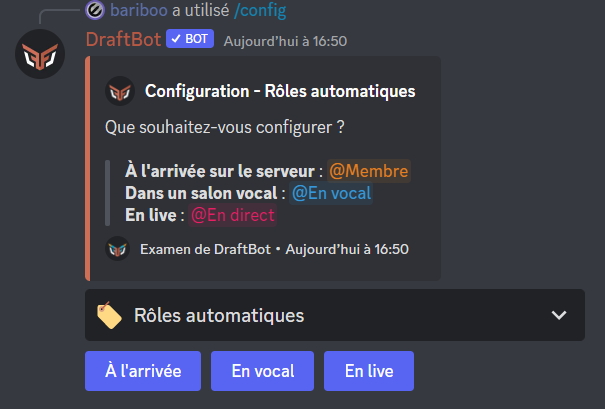 bariboo a utilisé /config
DraftBot ✓ BOT Aujourd'hui à 16:50
Configuration - Rôles automatiques
Que souhaitez-vous configurer ?
À l'arrivée sur le serveur : @Membre
Dans un salon vocal : @En vocal
En live : @En direct
Examen de DraftBot • Aujourd'hui à 16:50
Rôles automatiques
À l'arrivée En vocal En live